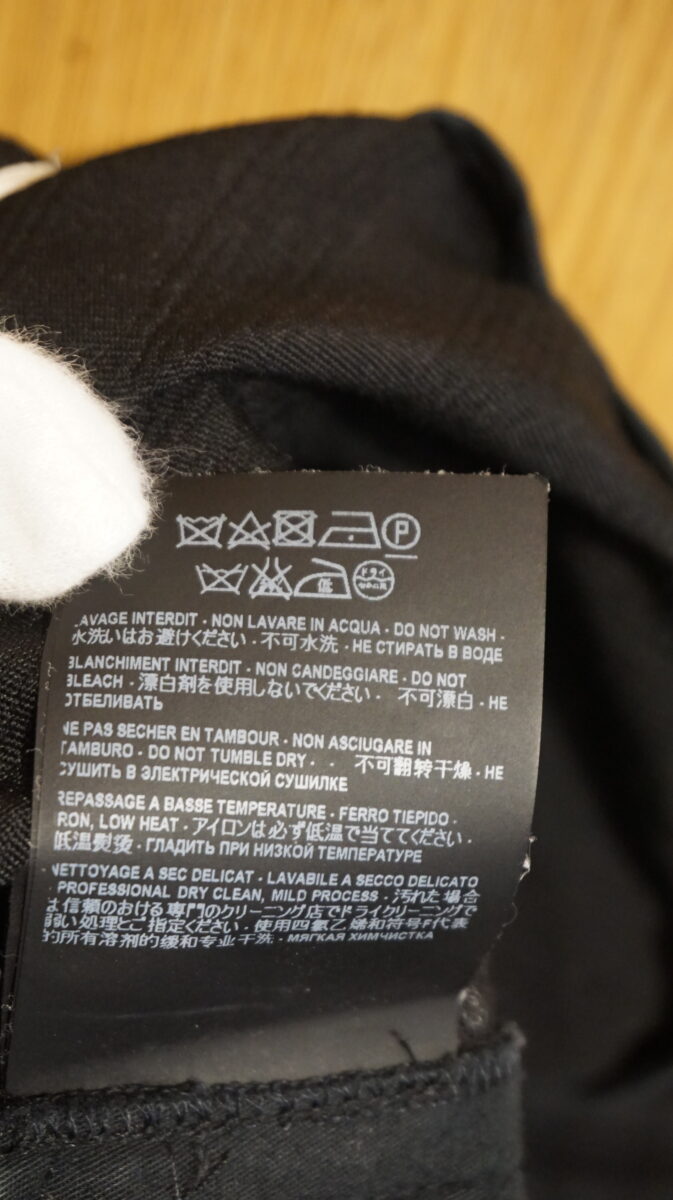 P
低 ドライ
AVAGE INTERDIT - NON LAVARE IN ACQUA - DO NOT WASH -
水洗いはお避けください - 不可水洗 - НЕ СТИРАТЬ В ВОДЕ
BLANCHIMENT INTERDIT - NON CANDEGGIARE - DO NOT
BLEACH - 漂白剤を使用しないでください - 不可漂白 - НЕ
ОТБЕЛИВАТЬ
NE PAS SECHER EN TAMBOUR - NON ASCIUGARE IN
TAMBURO - DO NOT TUMBLE DRY - - 不可翻转干燥 - НЕ
СУШИТЬ В ЭЛЕКТРИЧЕСКОЙ СУШИЛКЕ
REPASSAGE A BASSE TEMPERATURE - FERRO TIEPIDO -
RON, LOW HEAT - アイロンは必ず低温で当ててください -
低温熨後 - ГЛАДИТЬ ПРИ НИЗКОЙ ТЕМПЕРАТУРЕ
NETTOYAGE A SEC DELICAT - LAVABILE A SECCO DELICATO
PROFESSIONAL DRY CLEAN, MILD PROCESS - 汚れた場合
は信頼のおける専門のクリーニング店でドライクリーニングで
弱い処理とご指定ください - 使用四氯乙烯和符号F代表
的所有溶剂的缓和专业干洗 - МЯГКАЯ ХИМЧИСТКА